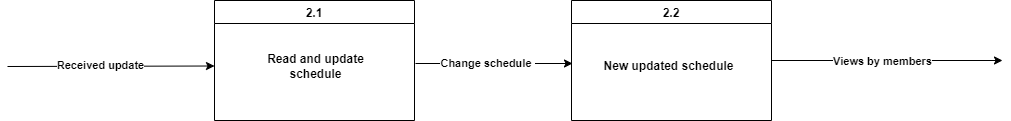 2.1
2.2
Received update
Read and update
schedule
Change schedule
New updated schedule
Views by members